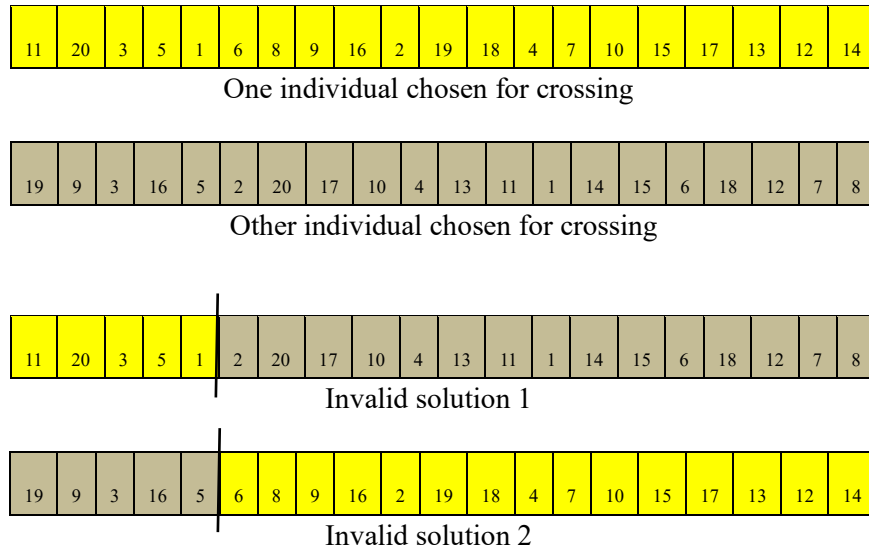 11 20 3 5 1 6 8 9 16 2 19 18 4 7 10 15 17 13 12 14
One individual chosen for crossing
19 9 3 16 5 2 20 17 10 4 13 11 1 14 15 6 18 12 7 8
Other individual chosen for crossing
11 20 3 5 1 2 20 17 10 4 13 11 1 14 15 6 18 12 7 8
Invalid solution 1
19 9 3 16 5 6 8 9 16 2 19 18 4 7 10 15 17 13 12 14
Invalid solution 2